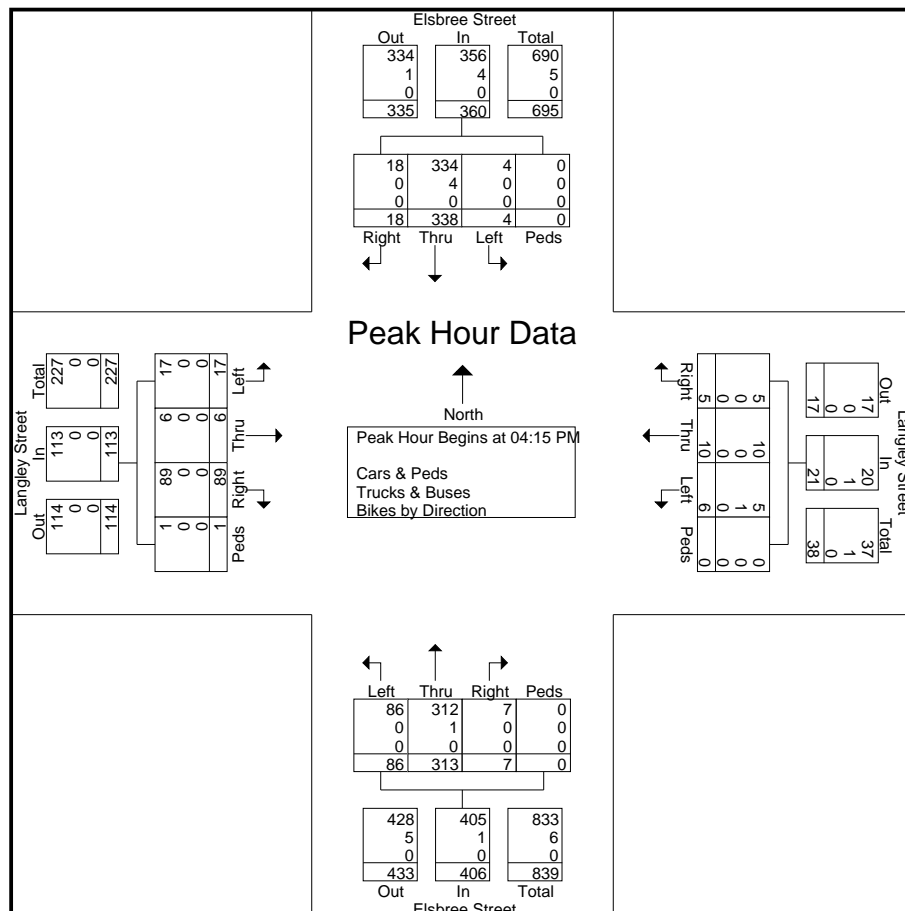 Elsbree Street
Out In Total
334 356 690
1 4 5
0 0 0
335 360 695
18 334 4 0
0 4 0 0
0 0 0 0
18 338 4 0
Right Thru Left Peds
Peak Hour Data
North
Peak Hour Begins at 04:15 PM
Cars & Peds
Trucks & Buses
Bikes by Direction
Langley Street
Total In Out
227 113 114
0 0 0
0 0 0
227 113 114
17 6 89 1
0 0 0 0
0 0 0 0
17 6 89 1
Left Thru Right Peds
Langley Street
Out In Total
17 20 37
0 1 1
0 0 0
17 21 38
5 10 5 0
0 0 1 0
0 0 0 0
5 10 6 0
Right Thru Left Peds
Left Thru Right Peds
86 312 7 0
0 1 0 0
0 0 0 0
86 313 7 0
428 405 833
5 1 6
0 0 0
433 406 839
Out In Total
Elsbree Street